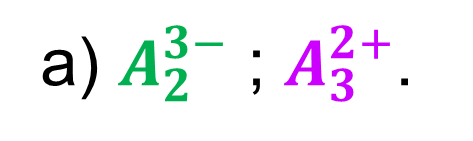 a) A₂³⁻ ; A₃²⁺.